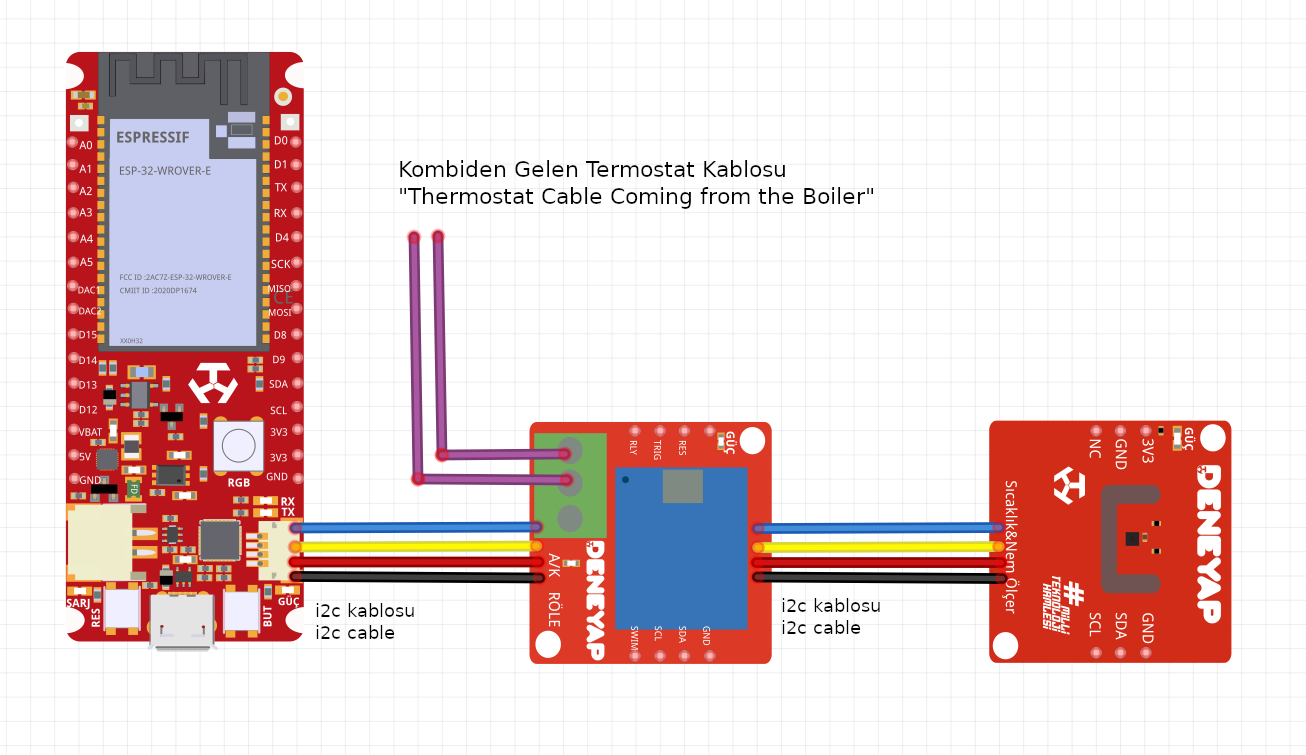 ESPRESSIF
ESP-32-WROVER-E
FCC ID :2AC7Z-ESP-32-WROVER-E
CMIIT ID :2020DP1674
XX0H32
CE
A0
A1
A2
A3
A4
A5
DAC1
DAC2
D15
D14
D13
D12
VBAT
5V
GND
D0
D1
TX
RX
D4
SCK
MISO
MOSI
D8
D9
SDA
SCL
3V3
3V3
GND
RGB
RX
TX
FD
SARJ
RES
BUT
GÜÇ
Kombiden Gelen Termostat Kablosu
"Thermostat Cable Coming from the Boiler"
i2c kablosu
i2c cable
RLY
TRIG
RES
GÜÇ
A/K
RÖLE
DENEYAP
SWIM
SCL
SDA
GND
i2c kablosu
i2c cable
NC
GND
3V3
GÜÇ
Sıcaklık&Nem Ölçer
DENEYAP
#
MİLLİ
TEKNOLOJİ
HAMLESİ
SCL
SDA
GND